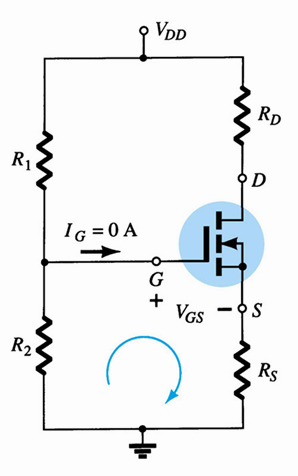 V_DD
R_D
R_1
D
I_G = 0 A
G
+
V_GS − S
R_2
R_S